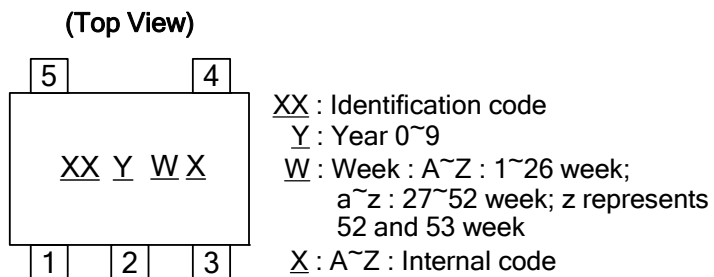 (Top View)
5 4
XX Y W X
1 2 3
XX : Identification code
Y : Year 0~9
W : Week : A~Z : 1~26 week;
a~z : 27~52 week; z represents
52 and 53 week
X : A~Z : Internal code